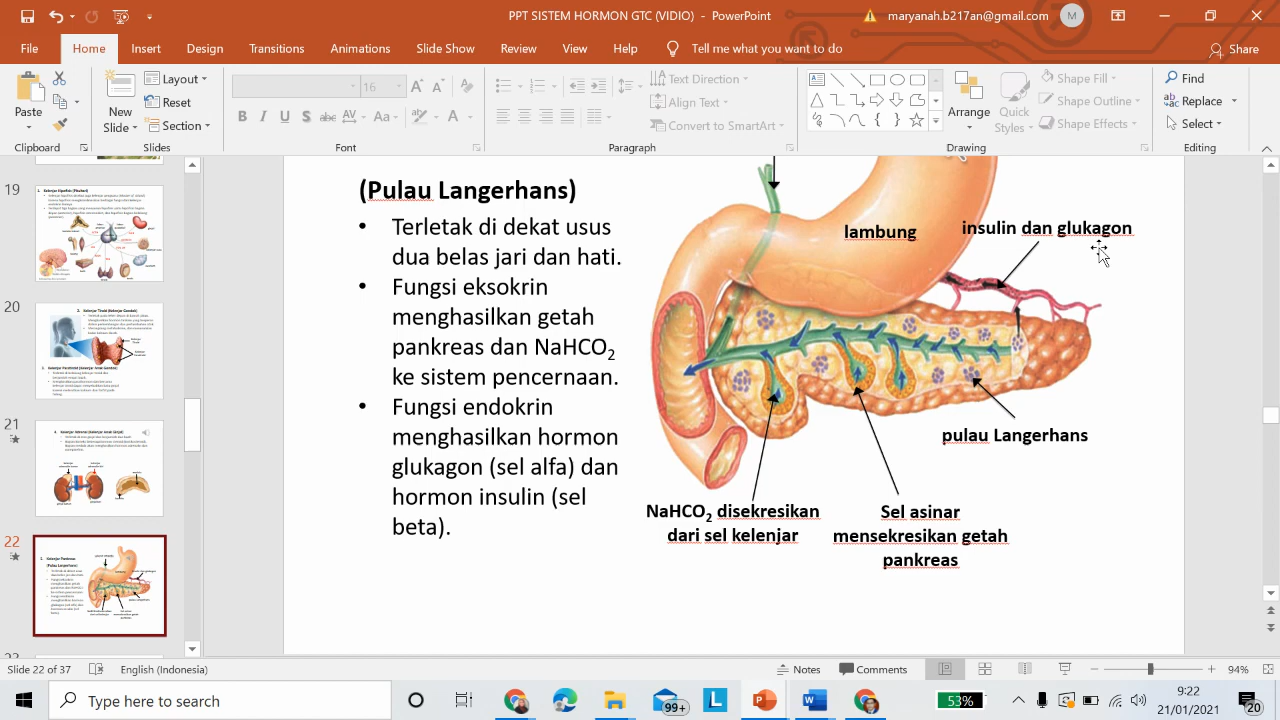 PPT SISTEM HORMON GTC (VIDIO) - PowerPoint
maryanah.b217an@gmail.com
M
File Home Insert Design Transitions Animations Slide Show Review View Help Tell me what you want to do
Share
Paste
Clipboard
New Slide
Layout
Reset
Section
Slides
16
Font
Text Direction
Align Text
Convert to SmartArt
Paragraph
Arrange
Quick Styles
Shape Fill
Shape Outline
Shape Effects
Drawing
Find
Replace
Select
Editing
19
20
21
22
(Pulau Langerhans)
• Terletak di dekat usus
dua belas jari dan hati.
• Fungsi eksokrin
menghasilkan getah
pankreas dan NaHCO₂
ke sistem pencernaan.
• Fungsi endokrin
menghasikan hormon
glukagon (sel alfa) dan
hormon insulin (sel
beta).
lambung
insulin dan glukagon
pulau Langerhans
NaHCO₂ disekresikan
dari sel kelenjar
Sel asinar
mensekresikan getah
pankreas
Slide 22 of 37
English (Indonesia)
Notes
Comments
94%
Type here to search
99+
53%
9:22
21/01/2021
20